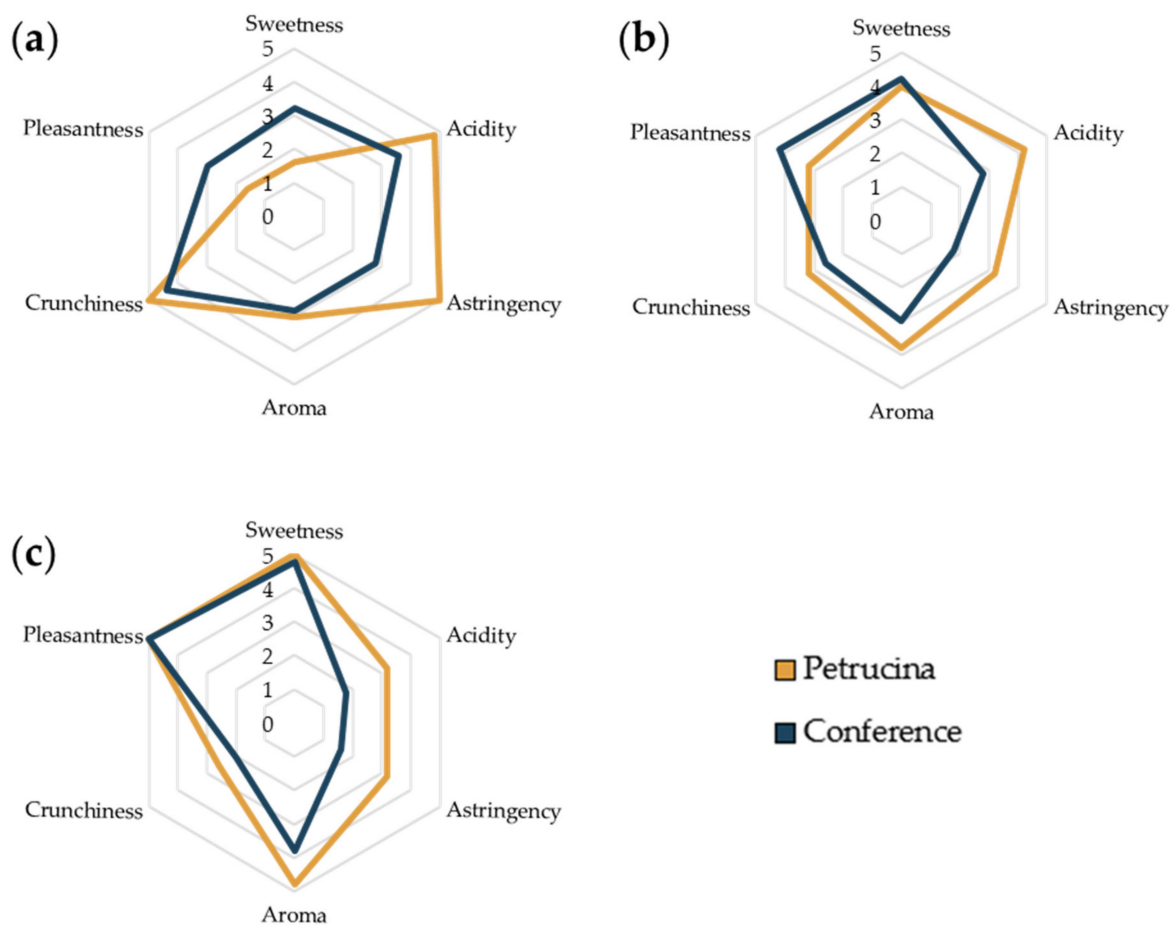 (a)
Sweetness
5
4
3
2
1
0
Pleasantness
Acidity
Crunchiness
Astringency
Aroma
(b)
Sweetness
5
4
3
2
1
0
Pleasantness
Acidity
Crunchiness
Astringency
Aroma
(c)
Sweetness
5
4
3
2
1
0
Pleasantness
Acidity
Crunchiness
Astringency
Aroma
Petrucina
Conference